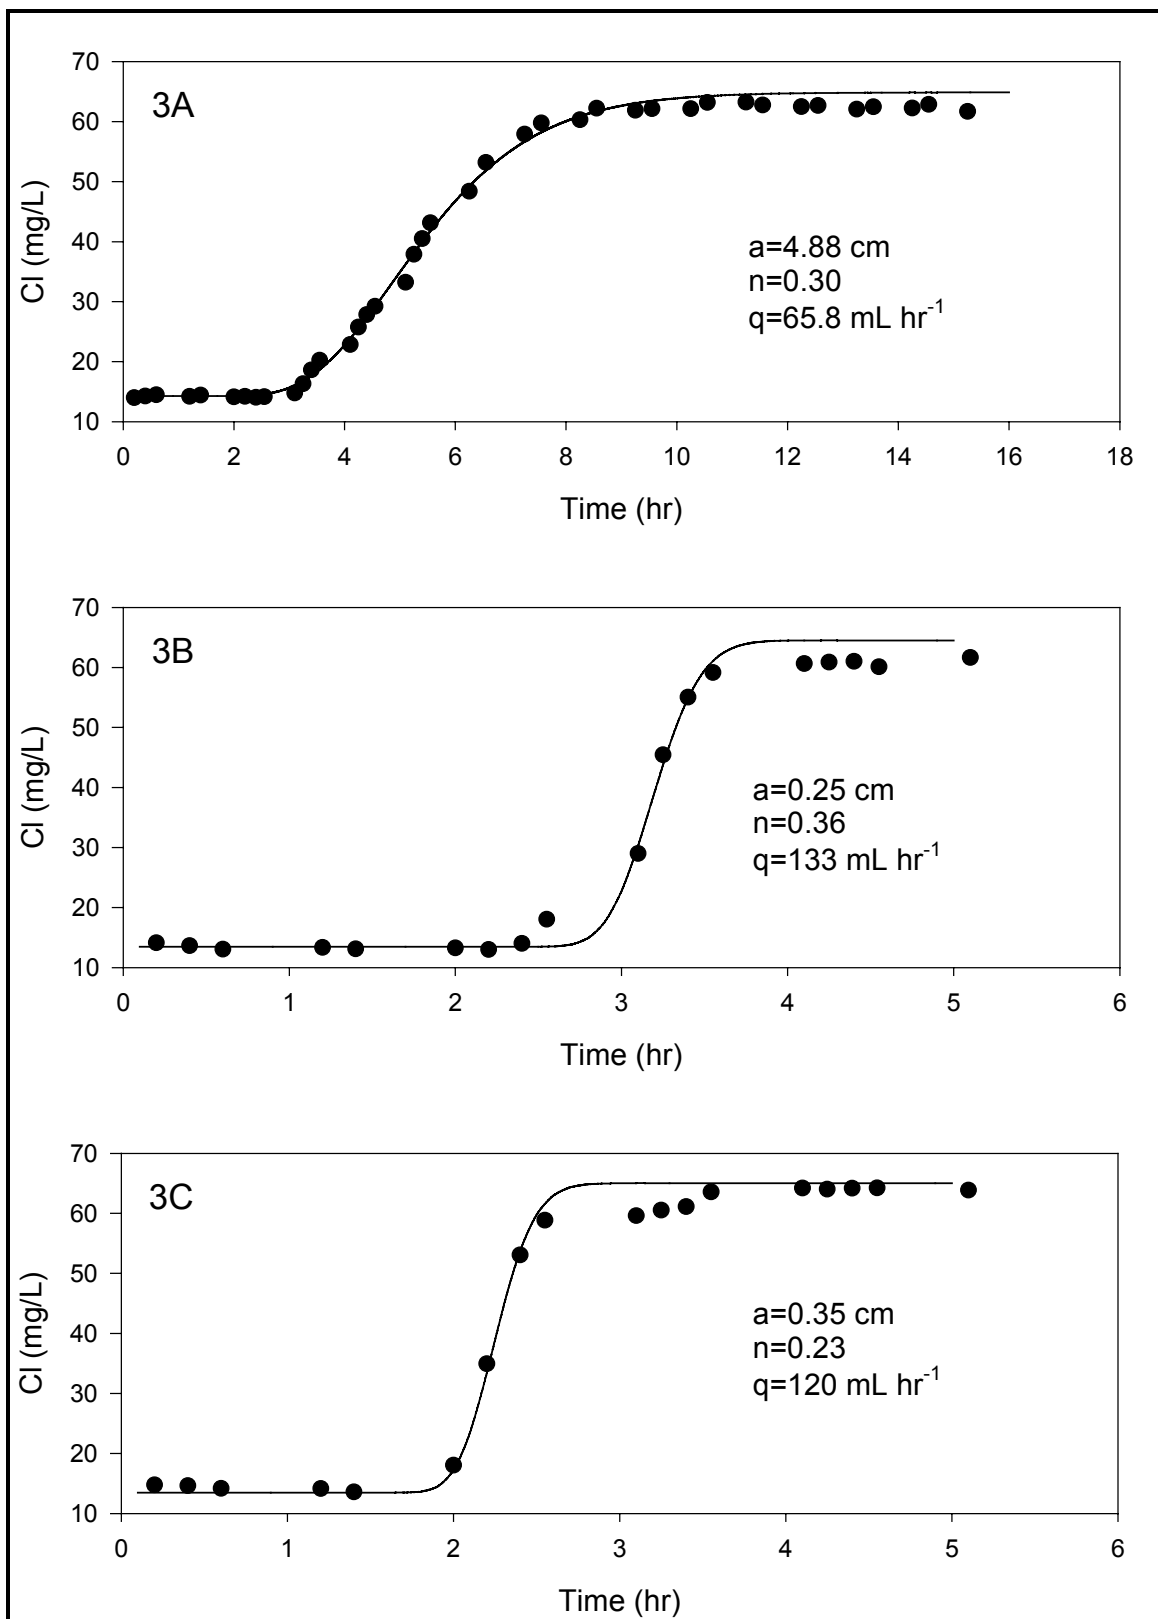 70
60
50
40
30
20
10
Cl (mg/L)
3A
a=4.88 cm
n=0.30
q=65.8 mL hr-1
0 2 4 6 8 10 12 14 16 18
Time (hr)
70
60
50
40
30
20
10
Cl (mg/L)
3B
a=0.25 cm
n=0.36
q=133 mL hr-1
0 1 2 3 4 5 6
Time (hr)
70
60
50
40
30
20
10
Cl (mg/L)
3C
a=0.35 cm
n=0.23
q=120 mL hr-1
0 1 2 3 4 5 6
Time (hr)